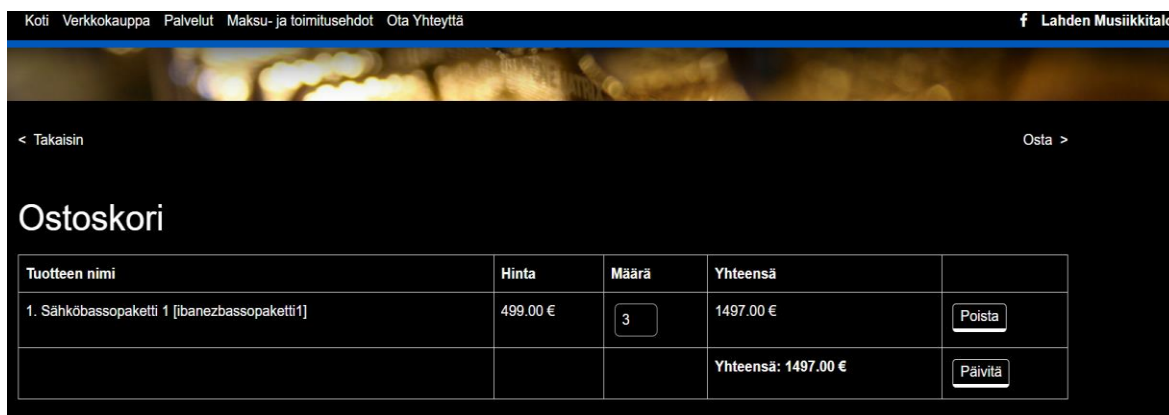 Koti Verkkokauppa Palvelut Maksu- ja toimitusehdot Ota Yhteyttä f Lahden Musiikkitalo
< Takaisin Osta >
Ostoskori
Tuotteen nimi Hinta Määrä Yhteensä
1. Sähköbassopaketti 1 [ibanezbassopaketti1] 499.00 € 3 1497.00 € Poista
Yhteensä: 1497.00 € Päivitä